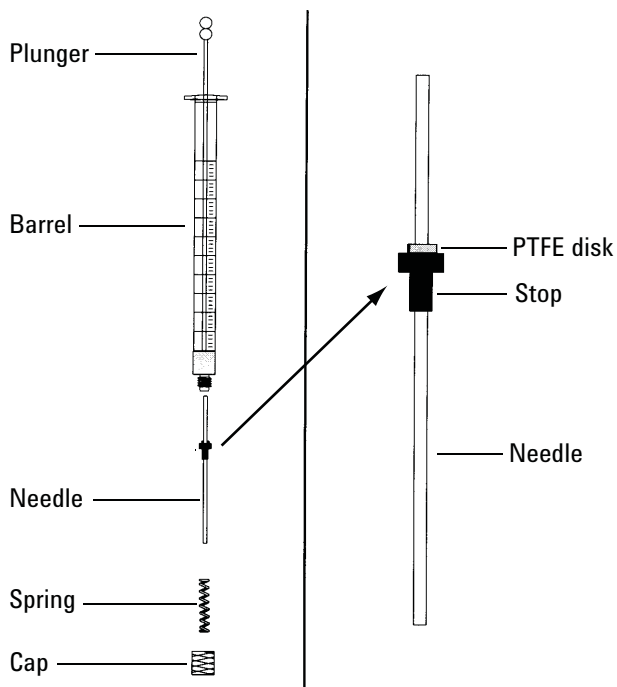 Plunger
Barrel
Needle
Spring
Cap
PTFE disk
Stop
Needle